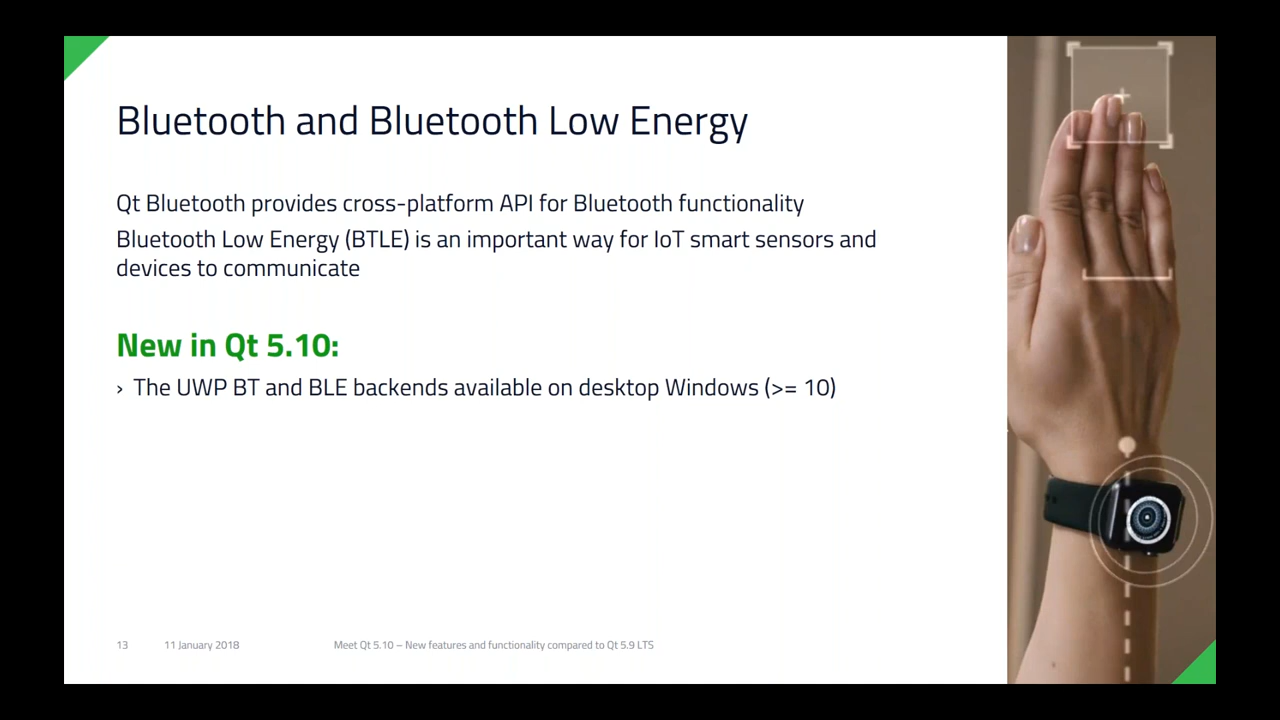 Bluetooth and Bluetooth Low Energy
Qt Bluetooth provides cross-platform API for Bluetooth functionality
Bluetooth Low Energy (BTLE) is an important way for IoT smart sensors and
devices to communicate
New in Qt 5.10:
› The UWP BT and BLE backends available on desktop Windows (>= 10)
13 11 January 2018 Meet Qt 5.10 – New features and functionality compared to Qt 5.9 LTS